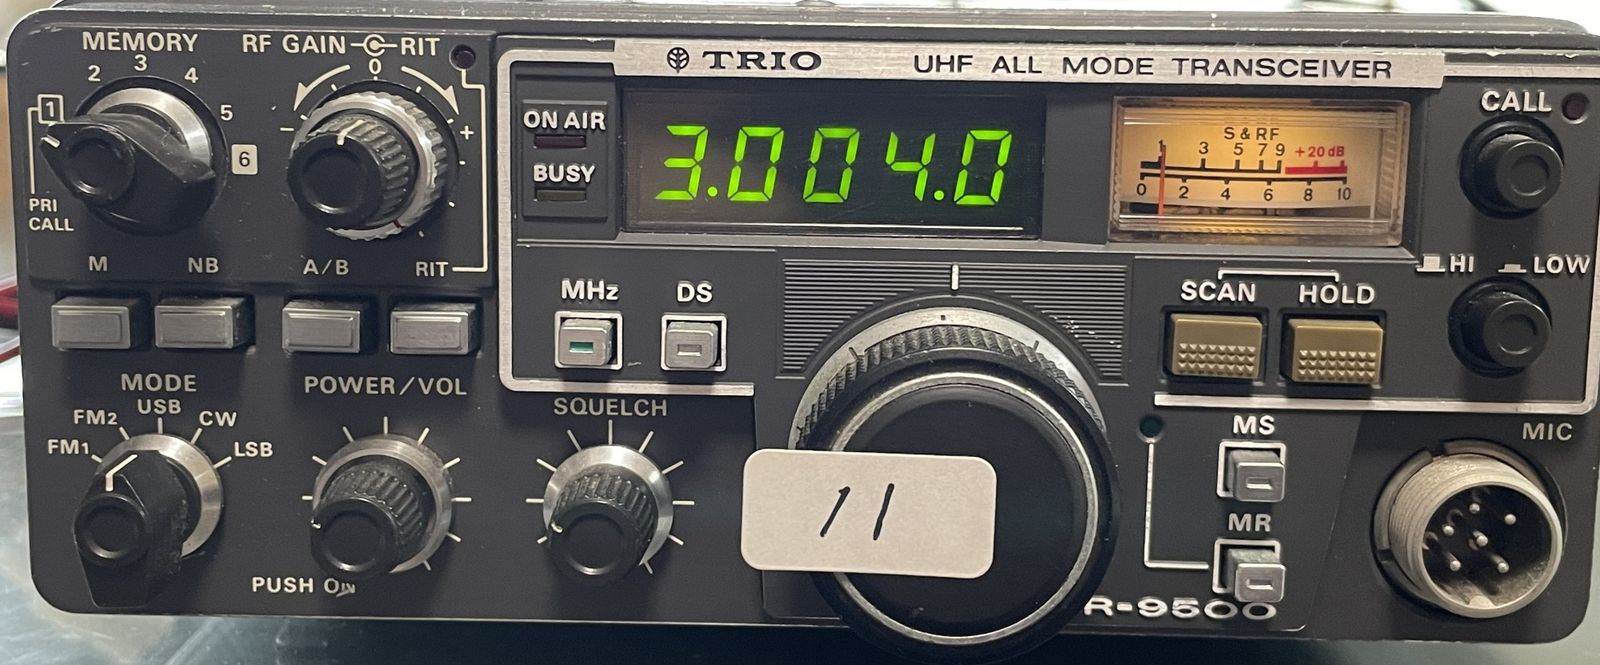 MEMORY
1 2 3 4 5 6
PRI
CALL
RF GAIN RIT
0
- +
M NB A/B RIT
ON AIR
BUSY
TRIO UHF ALL MODE TRANSCEIVER
3.004.0
S & RF
1 3 5 7 9 +20dB
0 2 4 6 8 10
CALL
HI LOW
MHz DS
SCAN HOLD
MODE
FM1 FM2 USB CW LSB
POWER/VOL
PUSH ON
SQUELCH
11
MS
MR
MIC
R-9500